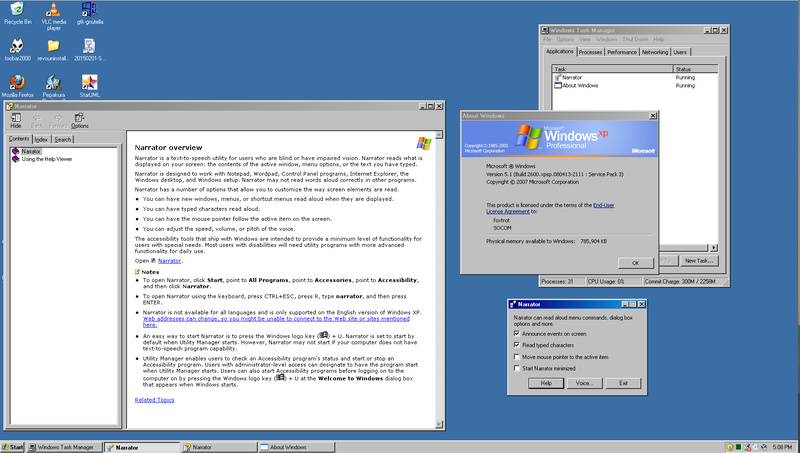 Recycle Bin
VLC media
player
gtk-gnutella
foobar2000
revouninstall...
20150201-S...
Mozilla Firefox
Pepakura
StarUML
Narrator
Hide
Back
Forward
Options
Contents
Index
Search
Narrator
Using the Help Viewer
Narrator overview
Narrator is a text-to-speech utility for users who are blind or have impaired vision. Narrator reads what is
displayed on your screen: the contents of the active window, menu options, or the text you have typed.
Narrator is designed to work with Notepad, Wordpad, Control Panel programs, Internet Explorer, the
Windows desktop, and Windows setup. Narrator may not read words aloud correctly in other programs.
Narrator has a number of options that allow you to customize the way screen elements are read.
• You can have new windows, menus, or shortcut menus read aloud when they are displayed.
• You can have typed characters read aloud.
• You can have the mouse pointer follow the active item on the screen.
• You can adjust the speed, volume, or pitch of the voice.
The accessibility tools that ship with Windows are intended to provide a minimum level of functionality for
users with special needs. Most users with disabilities will need utility programs with more advanced
functionality for daily use.
Open Narrator.
Notes
• To open Narrator, click Start, point to All Programs, point to Accessories, point to Accessibility,
and then click Narrator.
• To open Narrator using the keyboard, press CTRL+ESC, press R, type narrator, and then press
ENTER.
• Narrator is not available for all languages and is only supported on the English version of Windows XP.
Web addresses can change, so you might be unable to connect to the Web site or sites mentioned
here.
• An easy way to start Narrator is to press the Windows logo key ( ) + U. Narrator is set to start by
default when Utility Manager starts. However, Narrator may not start if your computer does not have
text-to-speech program capability.
• Utility Manager enables users to check an Accessibility program's status and start or stop an
Accessibility program. Users with administrator-level access can designate to have the program start
when Utility Manager starts. Users can also start Accessibility programs before logging on to the
computer by pressing the Windows logo key ( ) + U at the Welcome to Windows dialog box
that appears when Windows starts.
Related Topics
Windows Task Manager
File Options View Windows Shut Down Help
Applications
Processes
Performance
Networking
Users
Task
Status
Narrator
Running
About Windows
Running
New Task...
Processes: 31
CPU Usage: 0%
Commit Charge: 300M / 2258M
About Windows
Copyright © 1985-2001
Microsoft Corporation
Microsoft
Windows xp
Professional
Microsoft
Microsoft ® Windows
Version 5.1 (Build 2600.xpsp.080413-2111 : Service Pack 3)
Copyright © 2007 Microsoft Corporation
This product is licensed under the terms of the End-User
License Agreement to:
foxtrot
SOCOM
Physical memory available to Windows: 785,904 KB
OK
Narrator
Narrator can read aloud menu commands, dialog box
options and more.
Announce events on screen
Read typed characters
Move mouse pointer to the active item
Start Narrator minimized
Help
Voice...
Exit
Start
Windows Task Manager
Narrator
Narrator
About Windows
5:08 PM